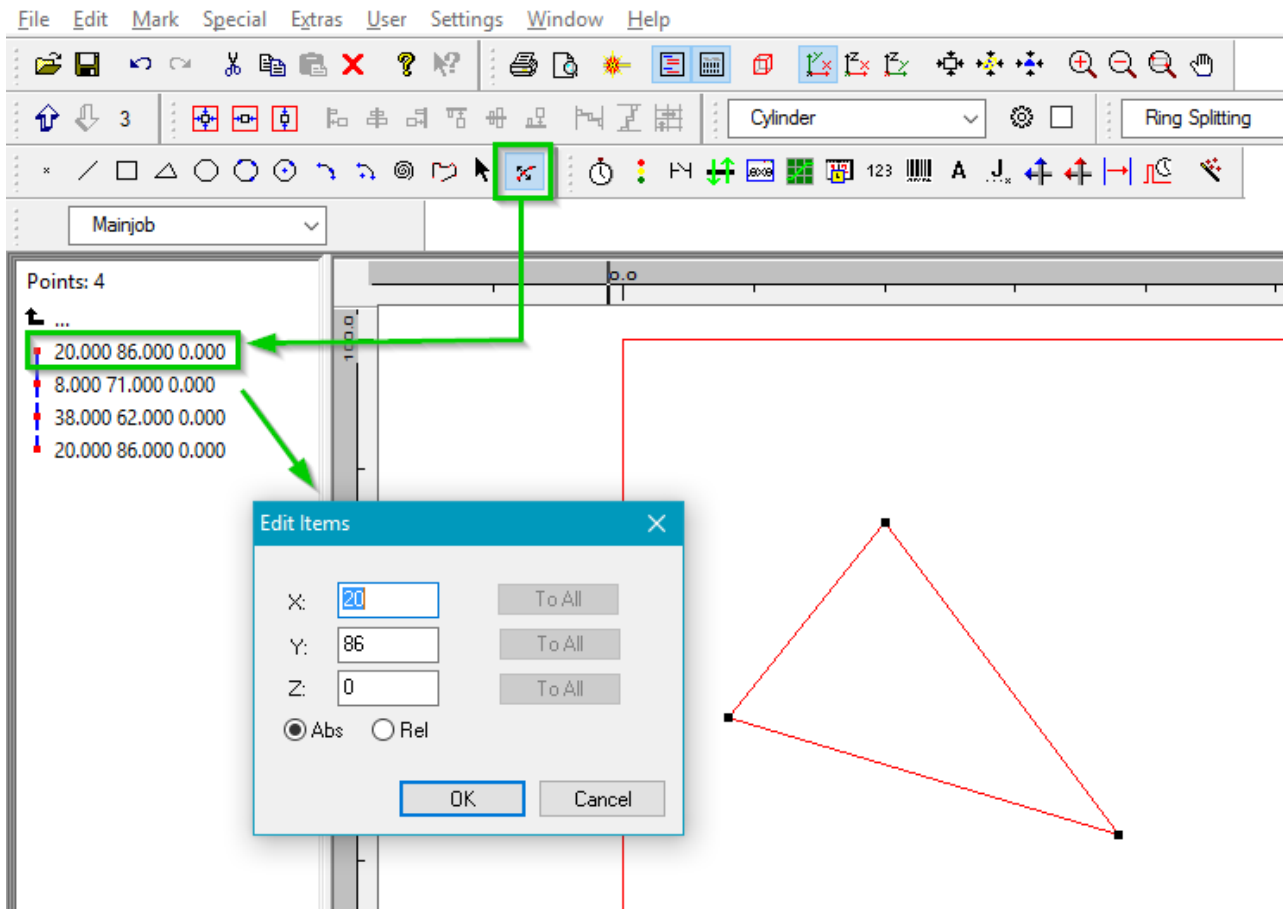 File Edit Mark Special Extras User Settings Window Help
3 Cylinder Ring Splitting
exe 123 A J
Mainjob
Points: 4
...
20.000 86.000 0.000
8.000 71.000 0.000
38.000 62.000 0.000
20.000 86.000 0.000
0.0
100.0
Edit Items
X: 20 To All
Y: 86 To All
Z: 0 To All
Abs Rel
OK Cancel